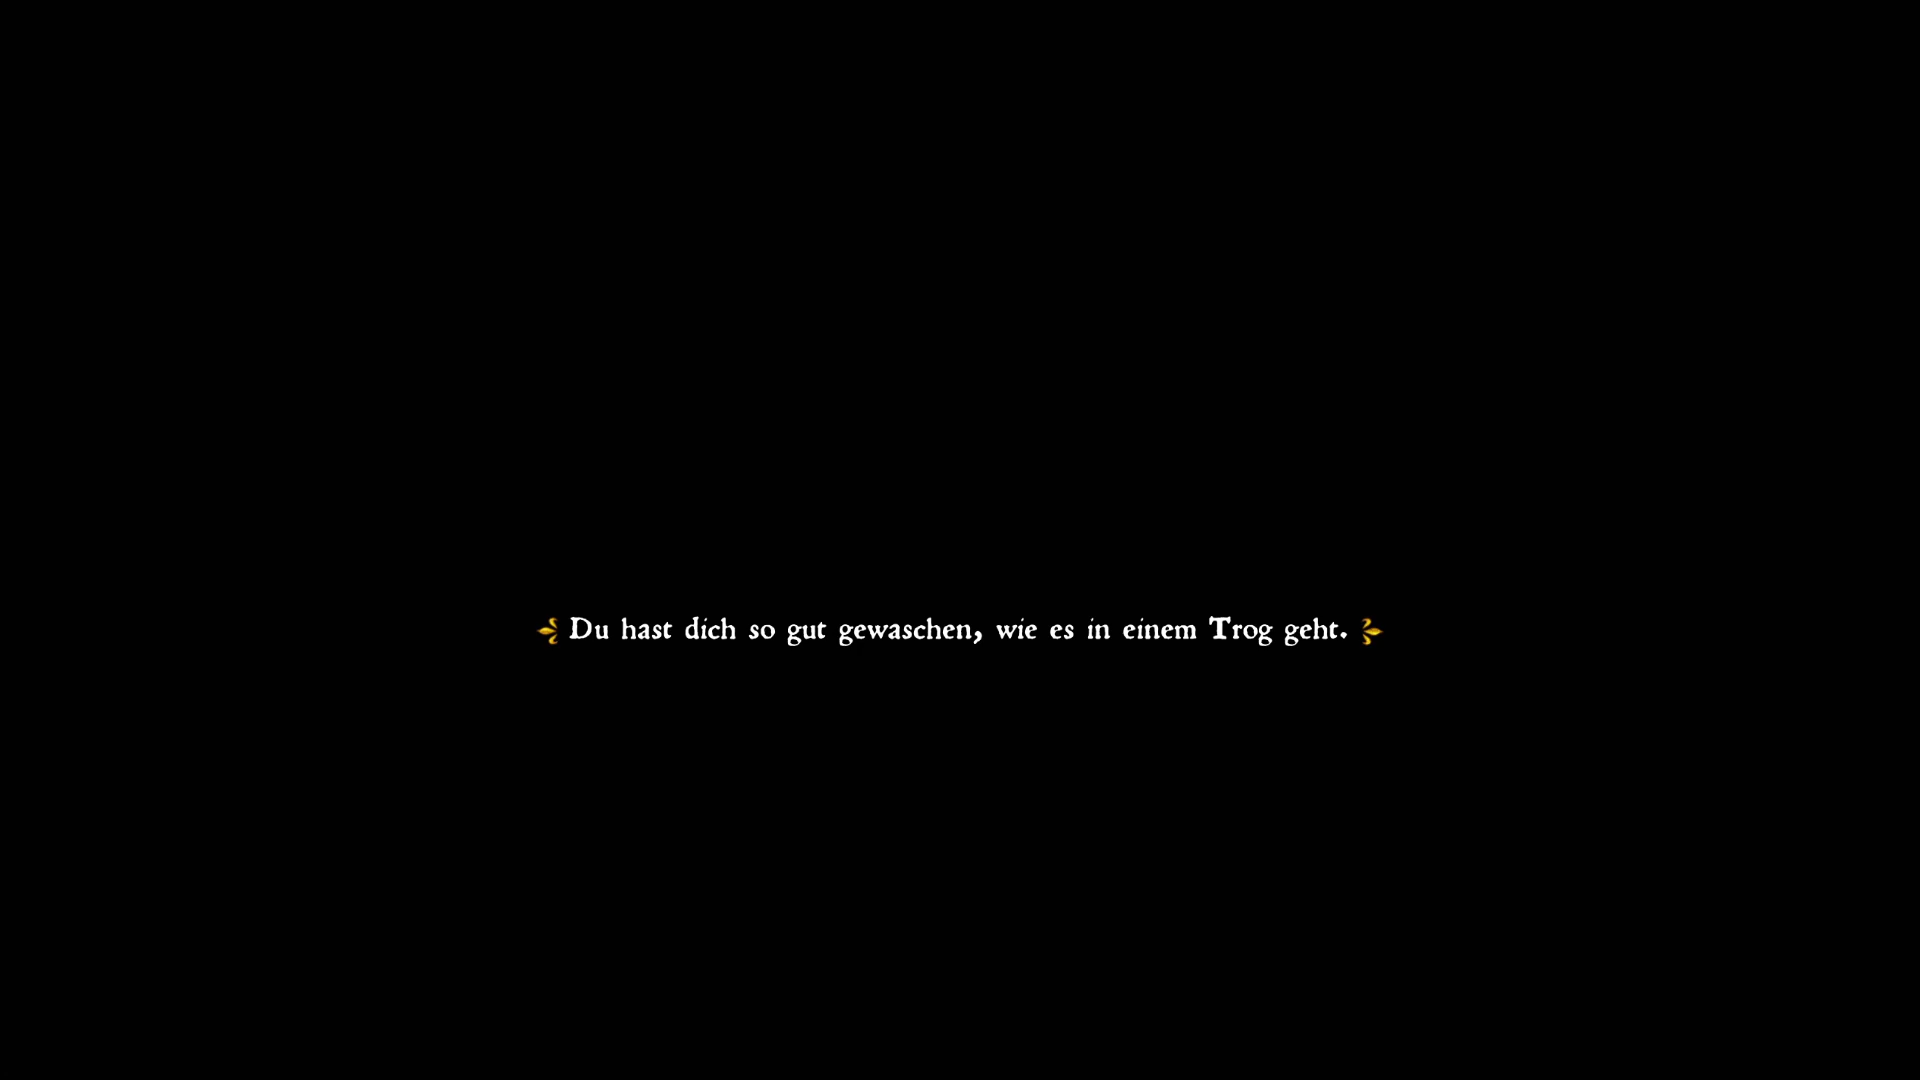 Du hast dich so gut gewaschen, wie es in einem Trog geht.